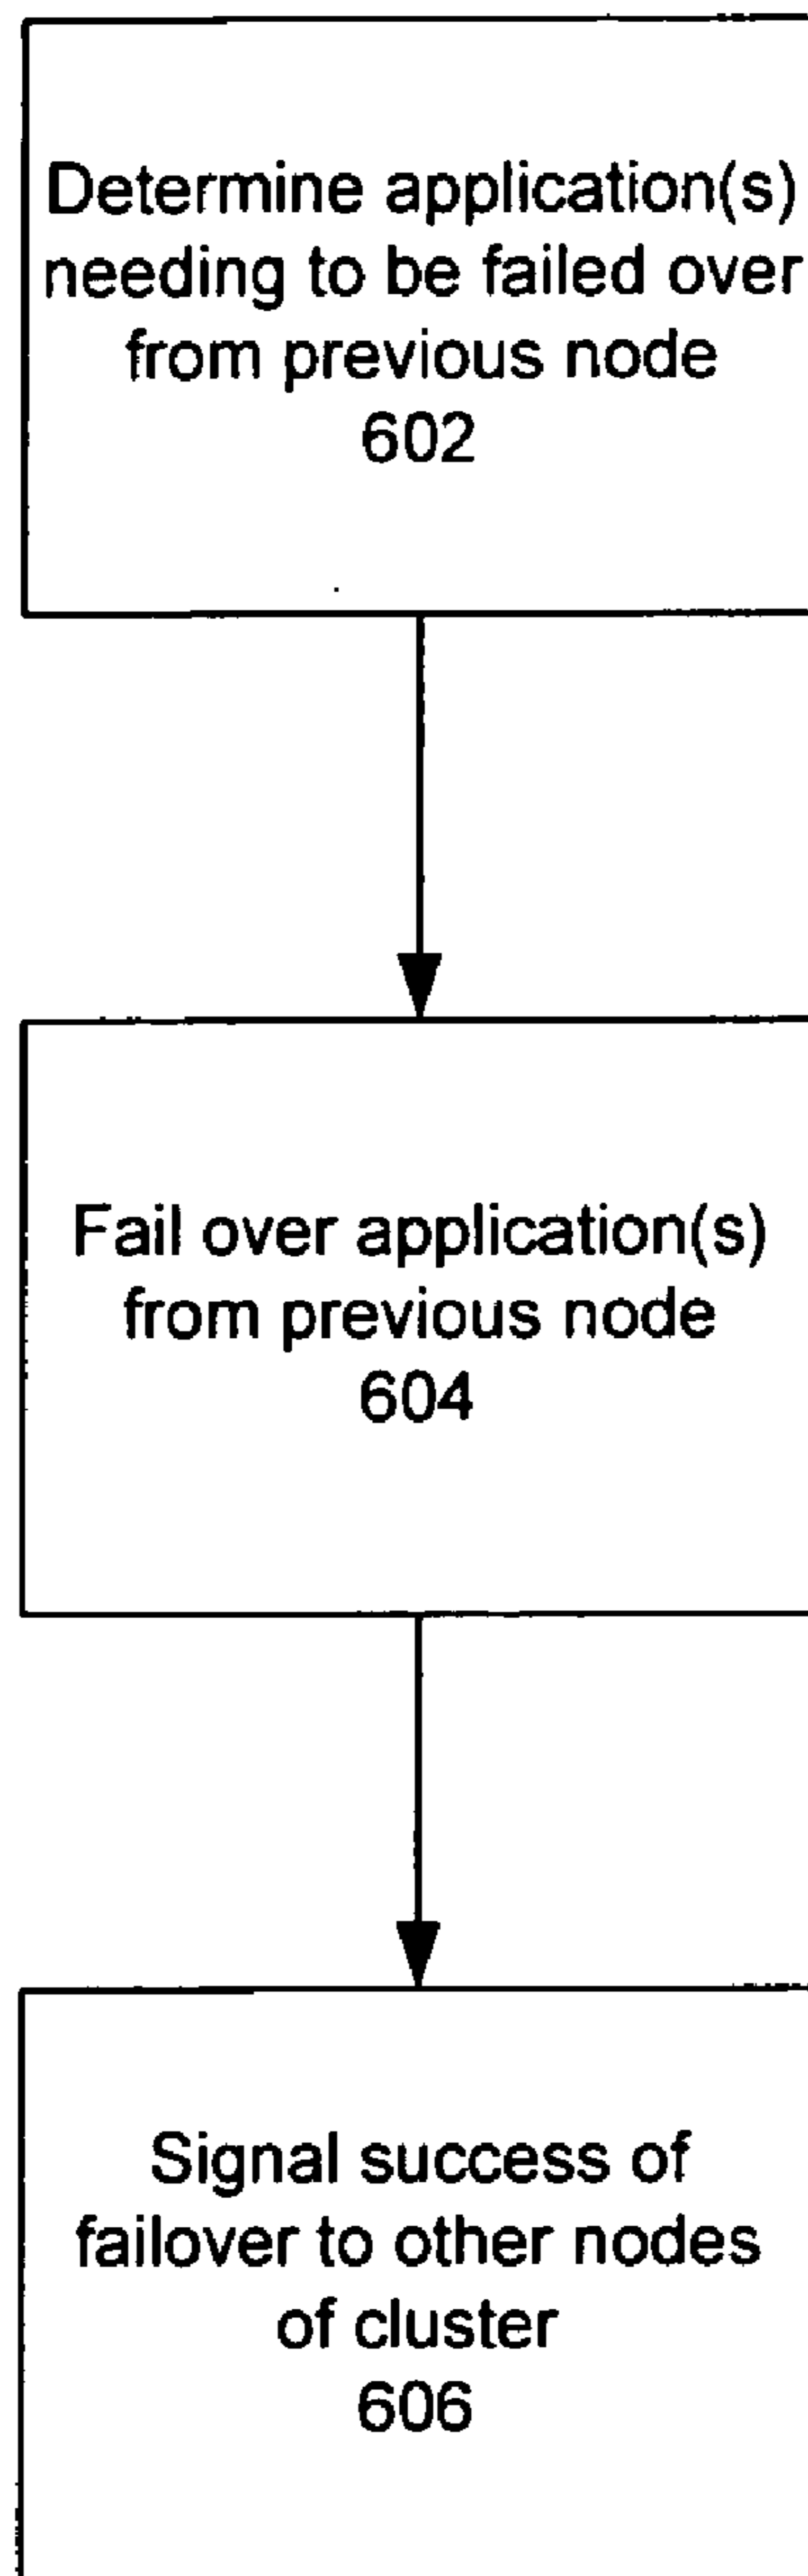 Determine application(s)
needing to be failed over
from previous node
602
Fail over application(s)
from previous node
604
Signal success of
failover to other nodes
of cluster
606